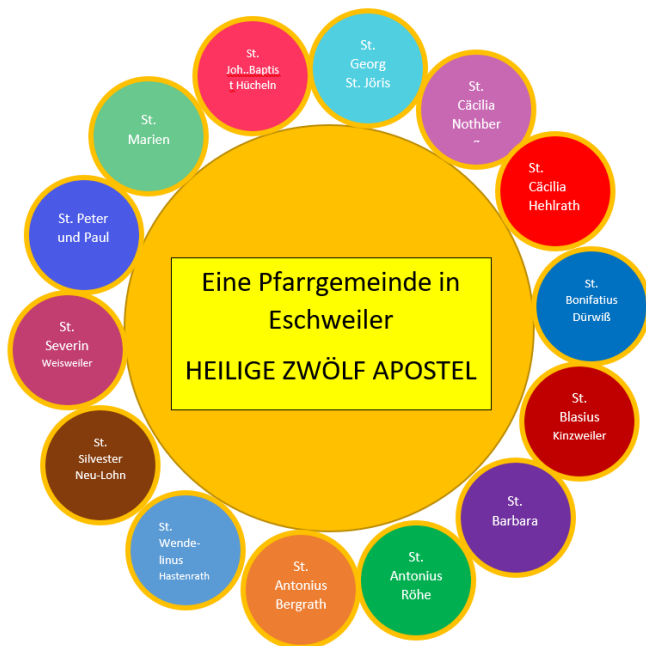 Eine Pfarrgemeinde in
Eschweiler
HEILIGE ZWÖLF APOSTEL
St.
Georg
St. Jöris
St.
Cäcilia
Nothber
~
St.
Cäcilia
Hehlrath
St.
Bonifatius
Dürwiß
St.
Blasius
Kinzweiler
St.
Barbara
St.
Antonius
Röhe
St.
Antonius
Bergrath
St.
Wende-
linus
Hastenrath
St.
Silvester
Neu-Lohn
St.
Severin
Weisweiler
St. Peter
und Paul
St.
Marien
St.
Joh..Baptis
t Hücheln